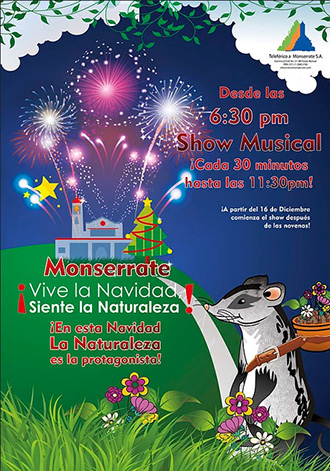 Teleférico a Monserrate S.A.
Desde las
6:30 pm
Show Musical
¡Cada 30 minutos
hasta las 11:30pm!
¡A partir del 16 de Diciembre
comienza el show después
de las novenas!
Monserrate
¡Vive la Navidad,
Siente la Naturaleza!
¡En esta Navidad
La Naturaleza
es la protagonista!